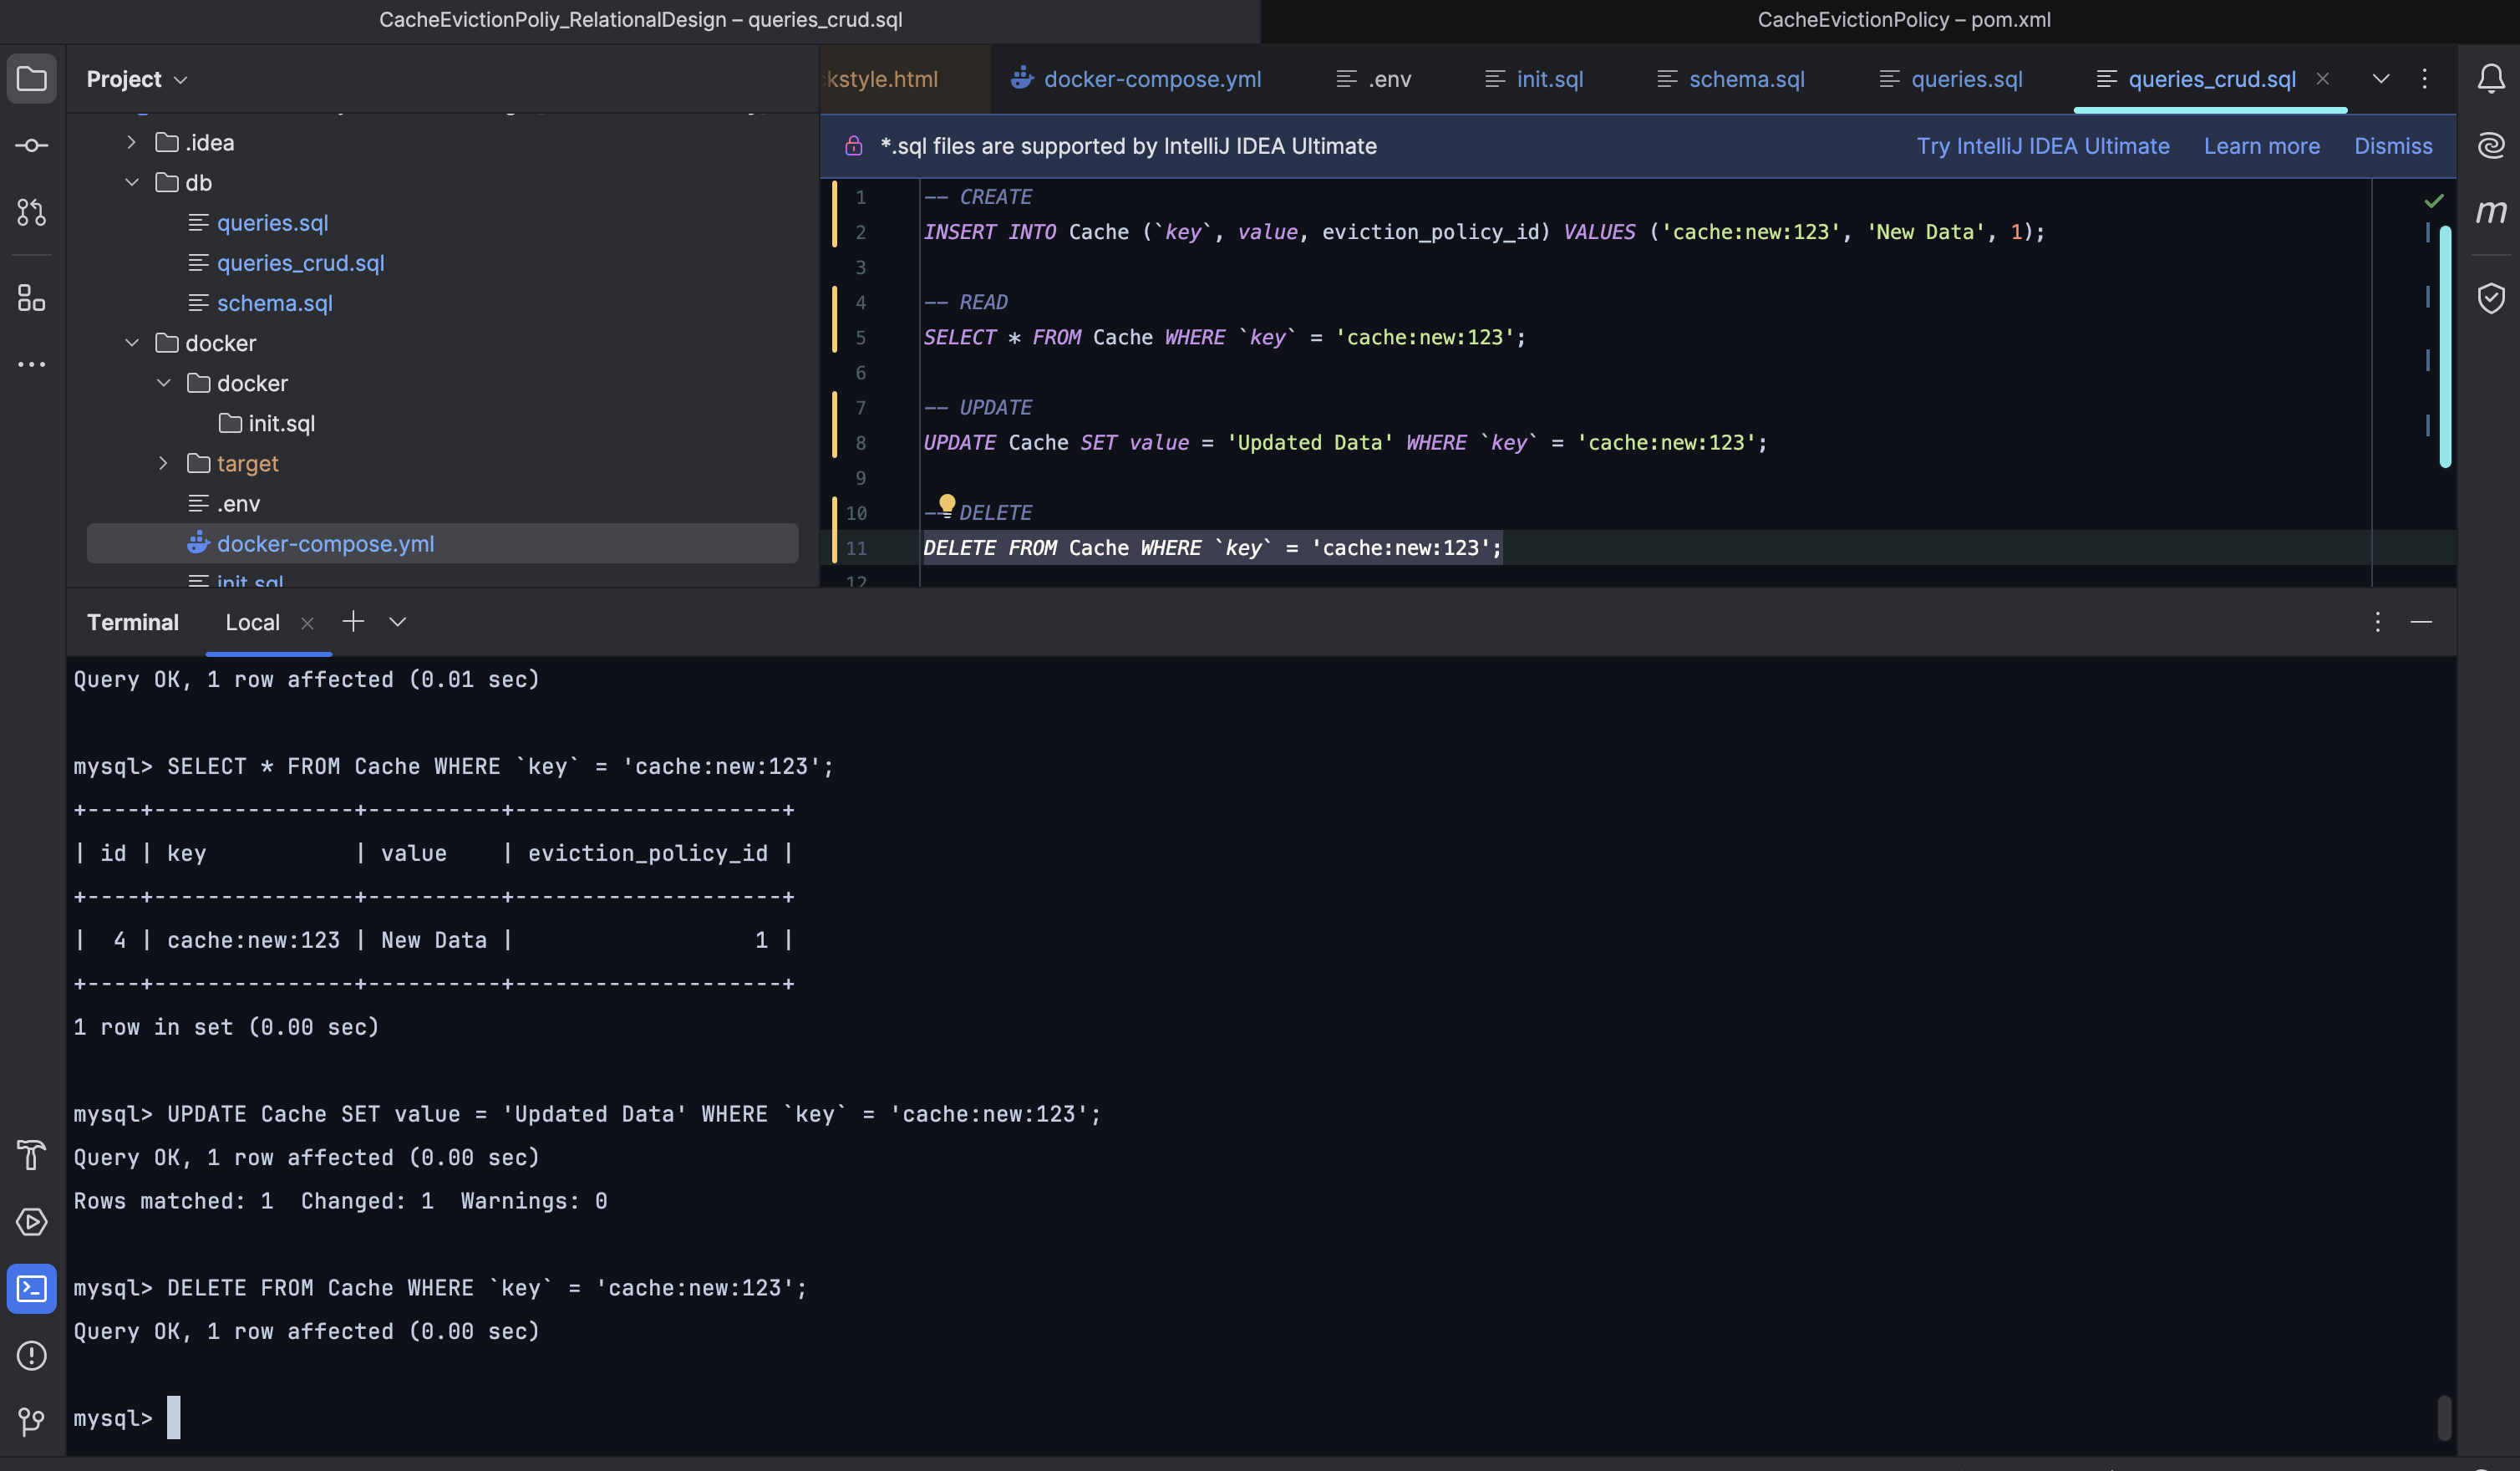 CacheEvictionPoliy_RelationalDesign – queries_crud.sql
CacheEvictionPolicy – pom.xml
Project
.idea
db
queries.sql
queries_crud.sql
schema.sql
docker
docker
init.sql
target
.env
docker-compose.yml
init.sql
kstyle.html
docker-compose.yml
.env
init.sql
schema.sql
queries.sql
queries_crud.sql
*.sql files are supported by IntelliJ IDEA Ultimate
Try IntelliJ IDEA Ultimate
Learn more
Dismiss
1 -- CREATE
2 INSERT INTO Cache (`key`, value, eviction_policy_id) VALUES ('cache:new:123', 'New Data', 1);
3
4 -- READ
5 SELECT * FROM Cache WHERE `key` = 'cache:new:123';
6
7 -- UPDATE
8 UPDATE Cache SET value = 'Updated Data' WHERE `key` = 'cache:new:123';
9
10 -- DELETE
11 DELETE FROM Cache WHERE `key` = 'cache:new:123';
12
m
Terminal
Local
Query OK, 1 row affected (0.01 sec)
mysql> SELECT * FROM Cache WHERE `key` = 'cache:new:123';
+----+---------------+----------+--------------------+
| id | key           | value    | eviction_policy_id |
+----+---------------+----------+--------------------+
|  4 | cache:new:123 | New Data |                  1 |
+----+---------------+----------+--------------------+
1 row in set (0.00 sec)
mysql> UPDATE Cache SET value = 'Updated Data' WHERE `key` = 'cache:new:123';
Query OK, 1 row affected (0.00 sec)
Rows matched: 1  Changed: 1  Warnings: 0
mysql> DELETE FROM Cache WHERE `key` = 'cache:new:123';
Query OK, 1 row affected (0.00 sec)
mysql>